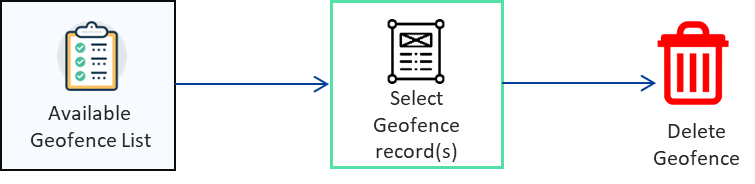 Available
Geofence List
Select
Geofence
record(s)
Delete
Geofence